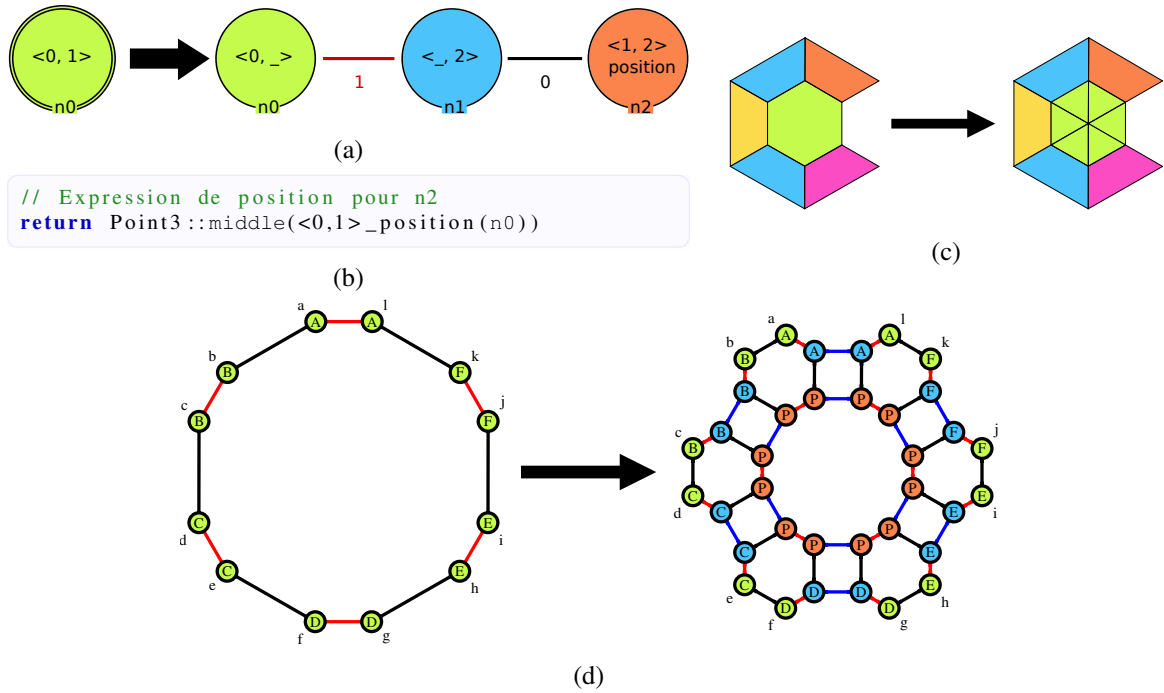 <0, 1>
n0
<0, _>
n0
1
<_, 2>
n1
0
<1, 2>
position
n2
(a)
// Expression de position pour n2
return Point3::middle(<0,1>_position(n0))
(b)
(c)
a l
A A
b k
B F
c j
B F
C E
d i
C E
e h
D D
f g
a l
A A
b k
B A A F
B F
P P P P
c B F j
B F
P P
P P
C E
d C E i
P P P P
C E
C E
e D D h
D D
f g
(d)